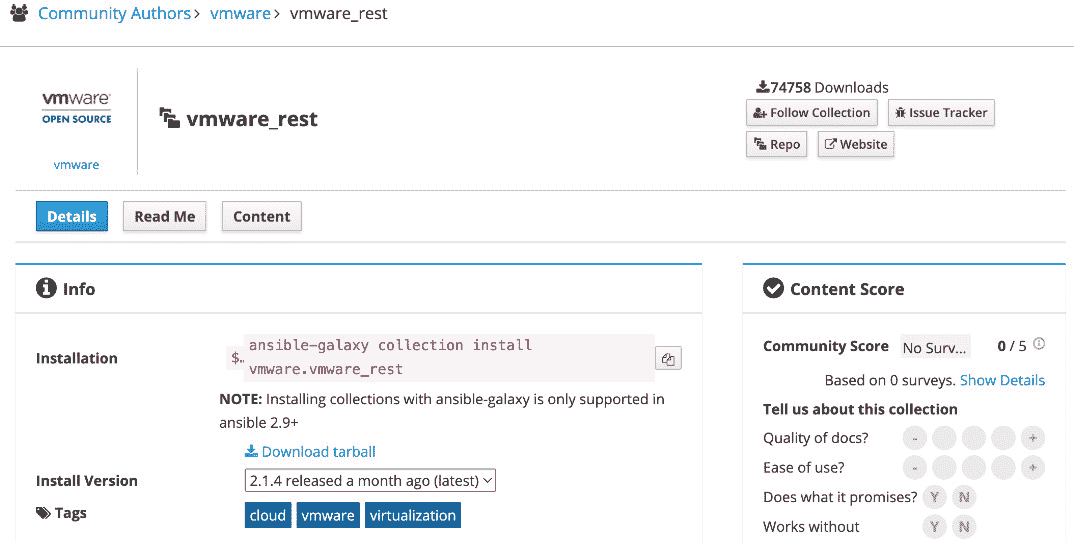 Community Authors> vmware> vmware_rest
vmware
OPEN SOURCE
vmware
vmware_rest
74758 Downloads
Follow Collection
Issue Tracker
Repo
Website
Details
Read Me
Content
Info
Installation
$..
ansible-galaxy collection install
vmware.vmware_rest
NOTE: Installing collections with ansible-galaxy is only supported in
ansible 2.9+
Download tarball
Install Version
2.1.4 released a month ago (latest)
Tags
cloud
vmware
virtualization
Content Score
Community Score
No Surv...
0 / 5
Based on 0 surveys. Show Details
Tell us about this collection
Quality of docs?
- +
Ease of use?
- +
Does what it promises?
Y N
Works without
Y N